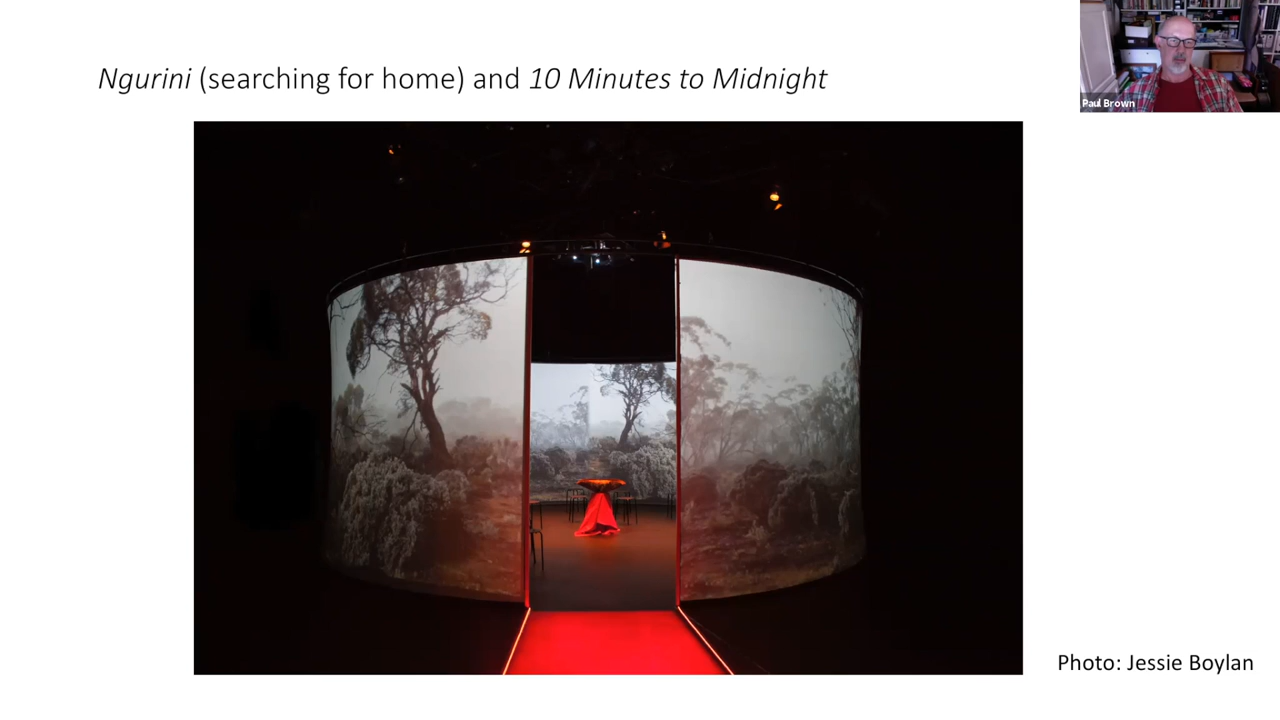 Ngurini (searching for home) and 10 Minutes to Midnight
Paul Brown
Photo: Jessie Boylan